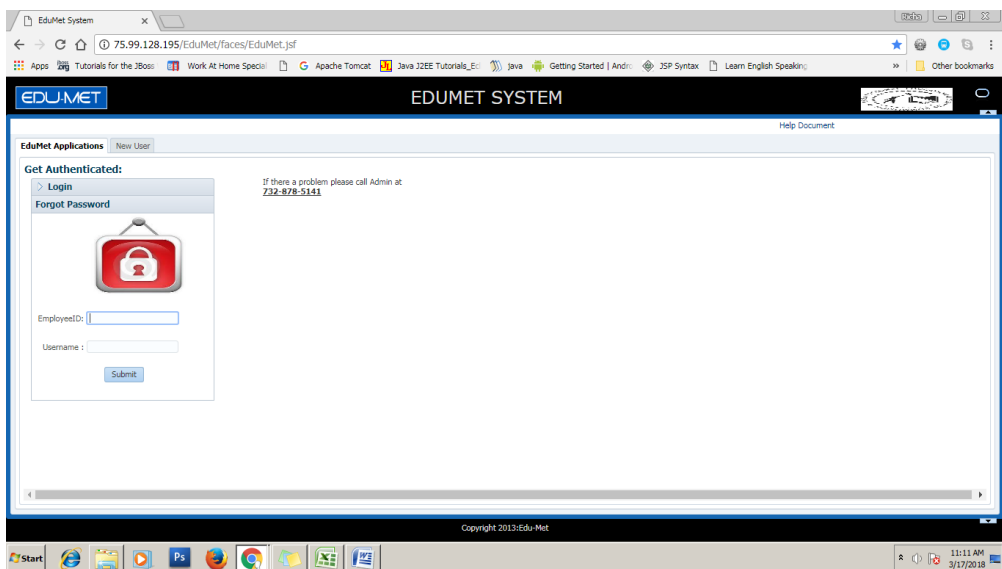 EduMet System
Richa
75.99.128.195/EduMet/faces/EduMet.jsf
Apps Tutorials for the JBoss Work At Home Special Apache Tomcat Java J2EE Tutorials_Ec java Getting Started | Andro JSP Syntax Learn English Speaking » Other bookmarks
EDU-MET
EDUMET SYSTEM
Help Document
EduMet Applications New User
Get Authenticated:
Login
Forgot Password
If there a problem please call Admin at
732-878-5141
EmployeeID:
Username :
Submit
Copyright 2013:Edu-Met
Start
Ps
11:11 AM
3/17/2018